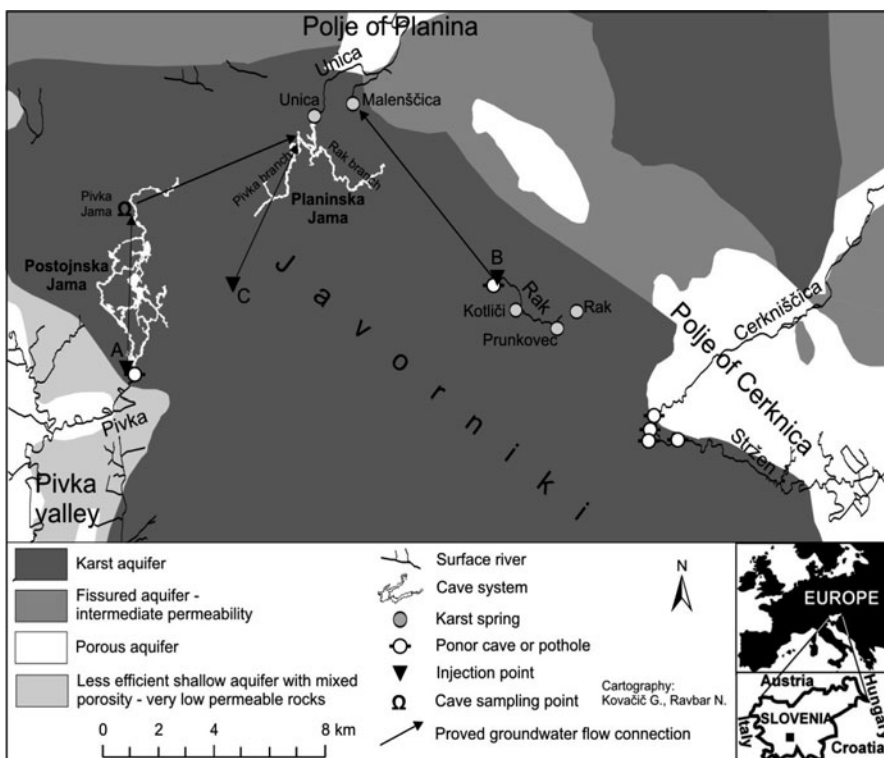 Polje of Planina
Unica
Unica
Malenščica
Pivka branch
Rak branch
Pivka
Jama
Planinska
Jama
Postojnska
Jama
C
B
Rak
Kotliči
Rak
Prunkovec
Javorniki
Cerkniščica
Polje of Cerknica
Stržen
A
Pivka
Pivka
valley
Karst aquifer
Fissured aquifer -
intermediate permeability
Porous aquifer
Less efficient shallow aquifer with mixed
porosity - very low permeable rocks
0 2 4 8 km
Surface river
Cave system
Karst spring
Ponor cave or pothole
Injection point
Cave sampling point
Proved groundwater flow connection
N
Cartography:
Kovačič G., Ravbar N.
EUROPE
Austria
Hungary
Italy
SLOVENIA
Croatia